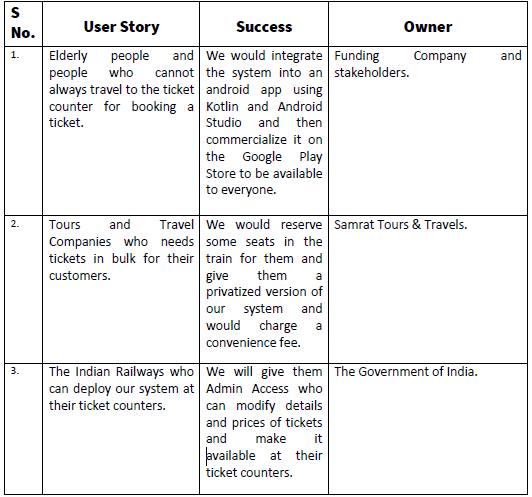 S No.
User Story
Success
Owner
1.
Elderly people and
people who cannot
always travel to the ticket
counter for booking a
ticket.
We would integrate
the system into an
android app using
Kotlin and Android
Studio and then
commercialize it on
the Google Play
Store to be available
to everyone.
Funding Company and
stakeholders.
2.
Tours and Travel
Companies who needs
tickets in bulk for their
customers.
We would reserve
some seats in the
train for them and
give them a
privatized version of
our system and
would charge a
convenience fee.
Samrat Tours & Travels.
3.
The Indian Railways who
can deploy our system at
their ticket counters.
We will give them
Admin Access who
can modify details
and prices of tickets
and make it
available at their
ticket counters.
The Government of India.